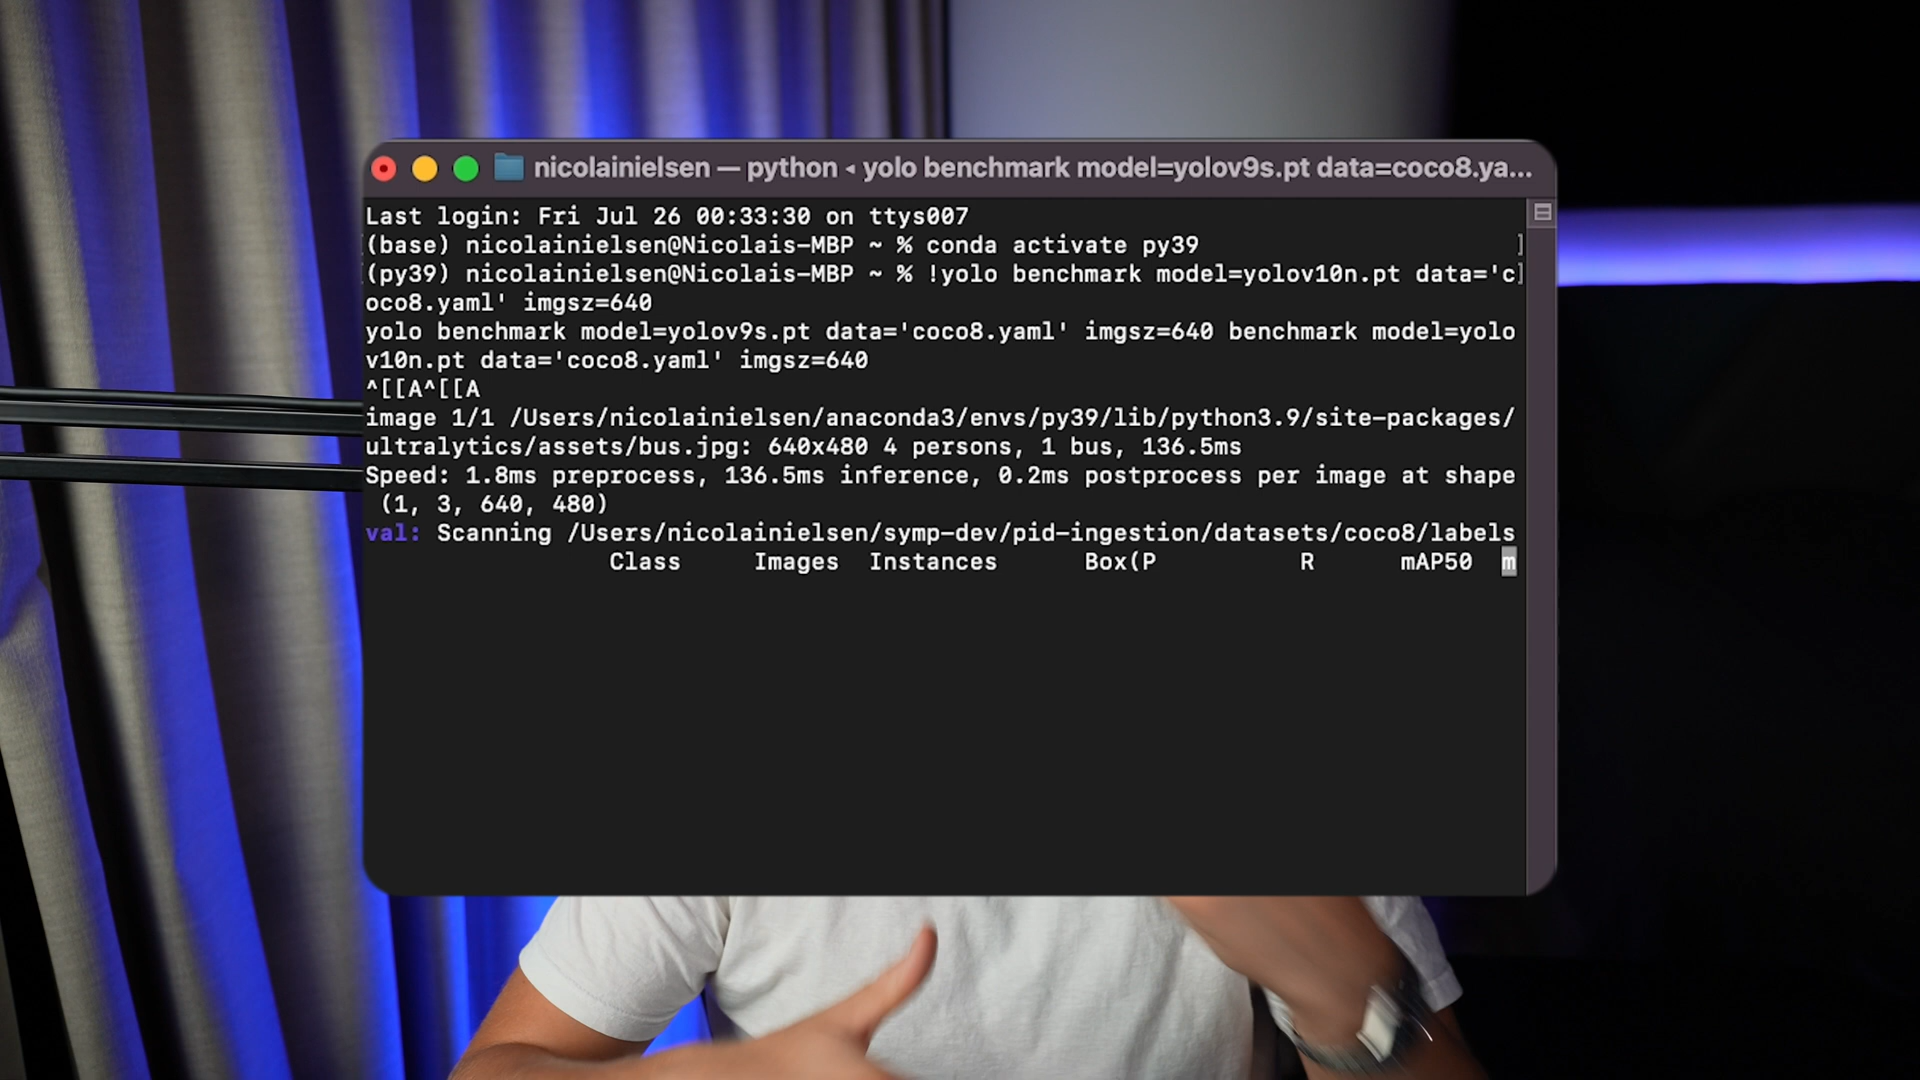 nicolainielsen — python ◂ yolo benchmark model=yolov9s.pt data=coco8.ya...
Last login: Fri Jul 26 00:33:30 on ttys007
(base) nicolainielsen@Nicolais-MBP ~ % conda activate py39
(py39) nicolainielsen@Nicolais-MBP ~ % !yolo benchmark model=yolov10n.pt data='c
oco8.yaml' imgsz=640
yolo benchmark model=yolov9s.pt data='coco8.yaml' imgsz=640 benchmark model=yolo
v10n.pt data='coco8.yaml' imgsz=640
^[[A^[[A
image 1/1 /Users/nicolainielsen/anaconda3/envs/py39/lib/python3.9/site-packages/
ultralytics/assets/bus.jpg: 640x480 4 persons, 1 bus, 136.5ms
Speed: 1.8ms preprocess, 136.5ms inference, 0.2ms postprocess per image at shape
(1, 3, 640, 480)
val: Scanning /Users/nicolainielsen/symp-dev/pid-ingestion/datasets/coco8/labels
Class Images Instances Box(P R mAP50 m